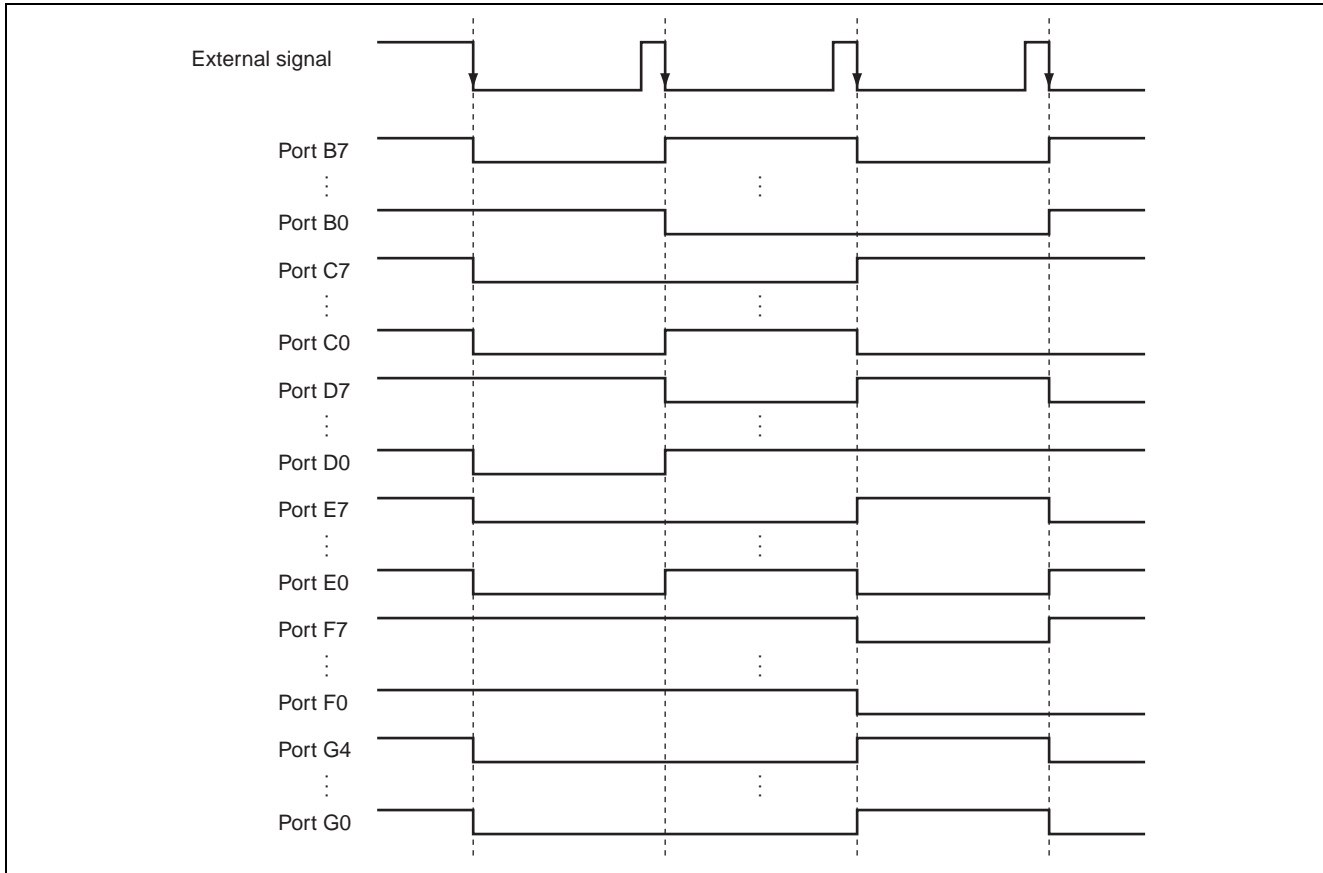 External signal
Port B7
⋮ ⋮
Port B0
Port C7
⋮ ⋮
Port C0
Port D7
⋮ ⋮
Port D0
Port E7
⋮ ⋮
Port E0
Port F7
⋮ ⋮
Port F0
Port G4
⋮ ⋮
Port G0